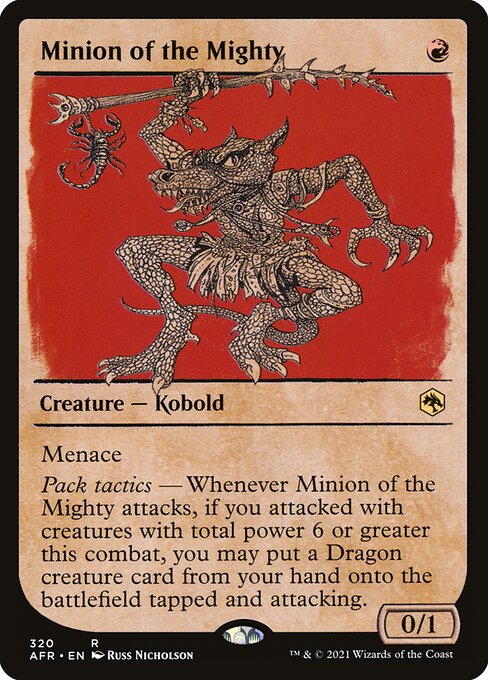 Minion of the Mighty
Creature — Kobold
Menace
Pack tactics — Whenever Minion of the
Mighty attacks, if you attacked with
creatures with total power 6 or greater
this combat, you may put a Dragon
creature card from your hand onto the
battlefield tapped and attacking.
0/1
320 R
AFR • EN Russ Nicholson
™ & © 2021 Wizards of the Coast